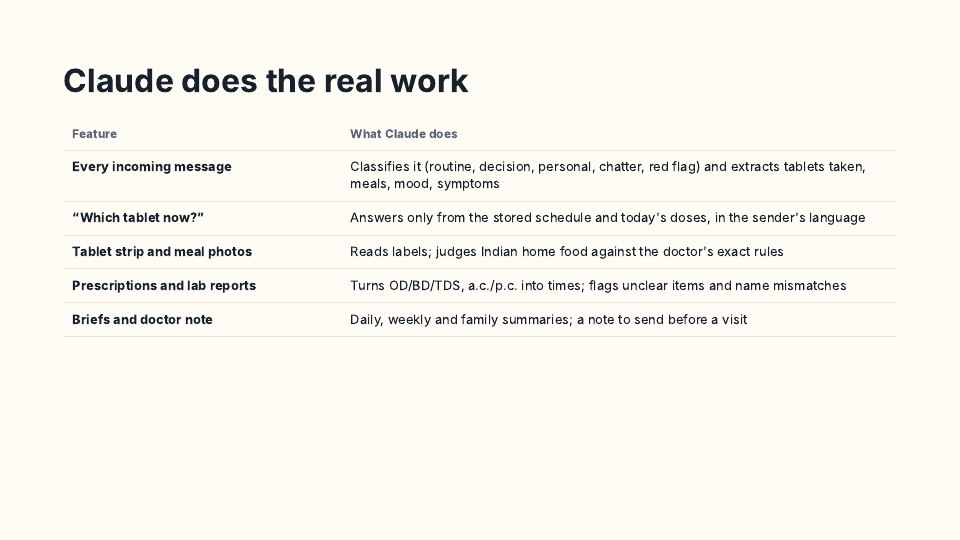 Claude does the real work
Feature What Claude does
Every incoming message Classifies it (routine, decision, personal, chatter, red flag) and extracts tablets taken,
meals, mood, symptoms
“Which tablet now?” Answers only from the stored schedule and today's doses, in the sender's language
Tablet strip and meal photos Reads labels; judges Indian home food against the doctor's exact rules
Prescriptions and lab reports Turns OD/BD/TDS, a.c./p.c. into times; flags unclear items and name mismatches
Briefs and doctor note Daily, weekly and family summaries; a note to send before a visit